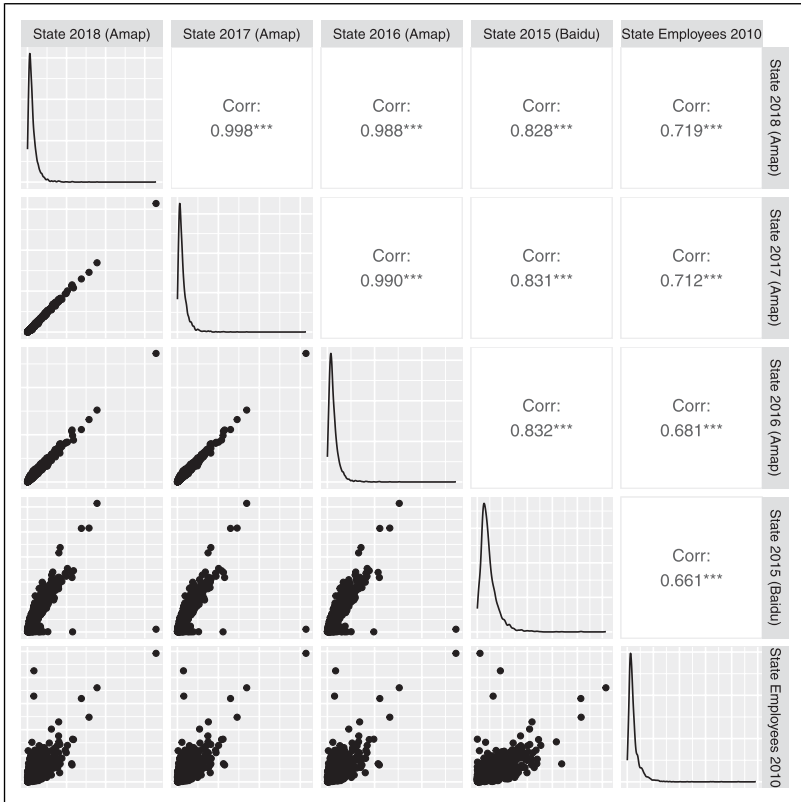 State 2018 (Amap)
State 2017 (Amap)
State 2016 (Amap)
State 2015 (Baidu)
State Employees 2010
Corr:
0.998***
Corr:
0.988***
Corr:
0.828***
Corr:
0.719***
State 2018 (Amap)
Corr:
0.990***
Corr:
0.831***
Corr:
0.712***
State 2017 (Amap)
Corr:
0.832***
Corr:
0.681***
State 2016 (Amap)
Corr:
0.661***
State 2015 (Baidu)
State Employees 2010